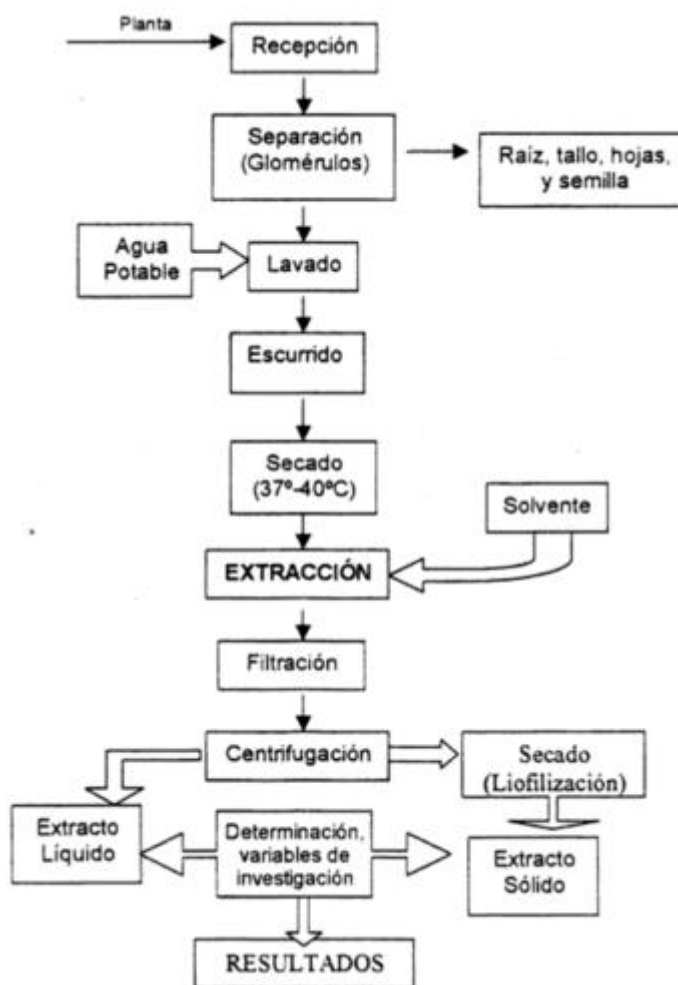 Planta
Recepción
Separación
(Glomérulos)
Raíz, tallo, hojas,
y semilla
Agua
Potable
Lavado
Escurrido
Secado
(37º-40ºC)
Solvente
EXTRACCIÓN
Filtración
Centrifugación
Secado
(Liofilización)
Extracto
Líquido
Determinación,
variables de
investigación
Extracto
Sólido
RESULTADOS